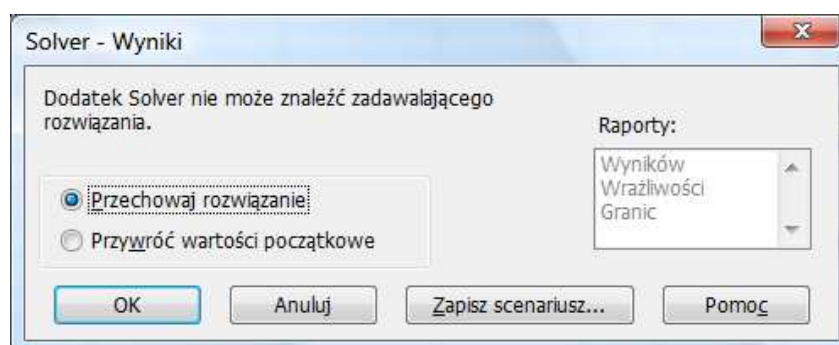 Solver - Wyniki
Dodatek Solver nie może znaleźć zadawalającego
rozwiązania.
Raporty:
Wyników
Wrażliwości
Granic
Przechowaj rozwiązanie
Przywróć wartości początkowe
OK
Anuluj
Zapisz scenariusz...
Pomoc